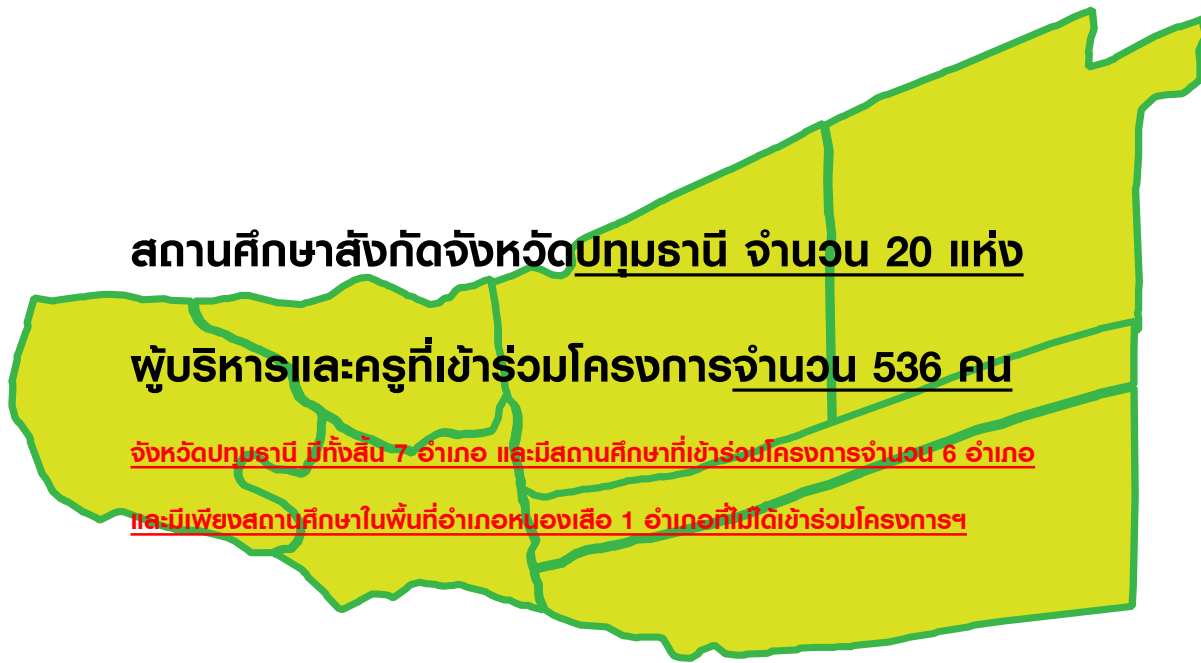 สถานศึกษาสังกัดจังหวัดปทุมธานี จำนวน 20 แห่ง
ผู้บริหารและครูที่เข้าร่วมโครงการจำนวน 536 คน
จังหวัดปทุมธานี มีทั้งสิ้น 7 อำเภอ และมีสถานศึกษาที่เข้าร่วมโครงการจำนวน 6 อำเภอ
และมีเพียงสถานศึกษาในพื้นที่อำเภอหนองเสือ 1 อำเภอที่ไม่ได้เข้าร่วมโครงการฯ